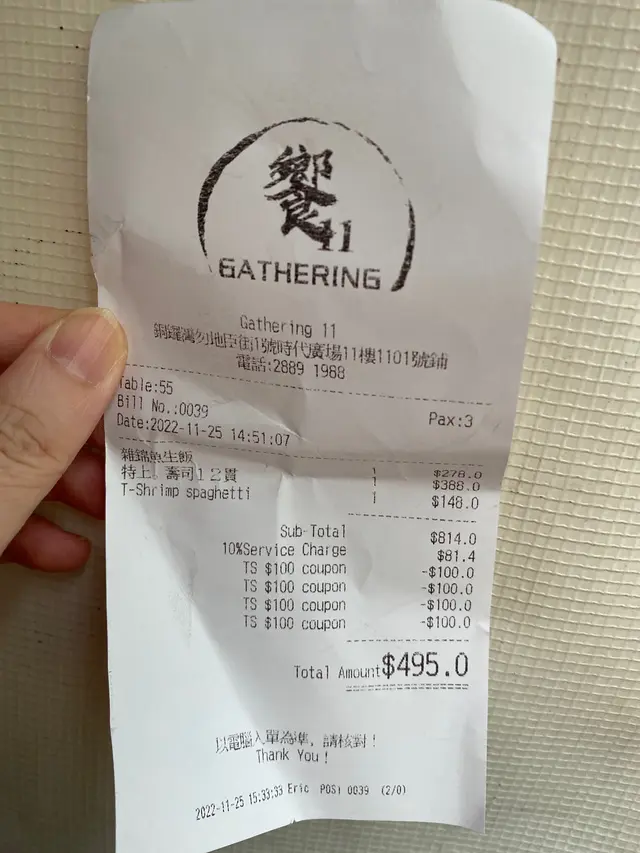 饗
11
GATHERING
Gathering 11
銅鑼灣勿地臣街1號時代廣場11樓1101號鋪
電話:2889 1988
Table:55
Bill No.:0039
Pax:3
Date:2022-11-25 14:51:07
雜錦魚生飯 1 $278.0
特上．壽司12貫 1 $388.0
T-Shrimp spaghetti 1 $148.0
Sub-Total $814.0
10%Service Charge $81.4
TS $100 coupon -$100.0
TS $100 coupon -$100.0
TS $100 coupon -$100.0
TS $100 coupon -$100.0
Total Amount $495.0
以電腦入單為準，請核對！
Thank You！
2022-11-25 15:33:33 Eric POS1 0039 (2/0)